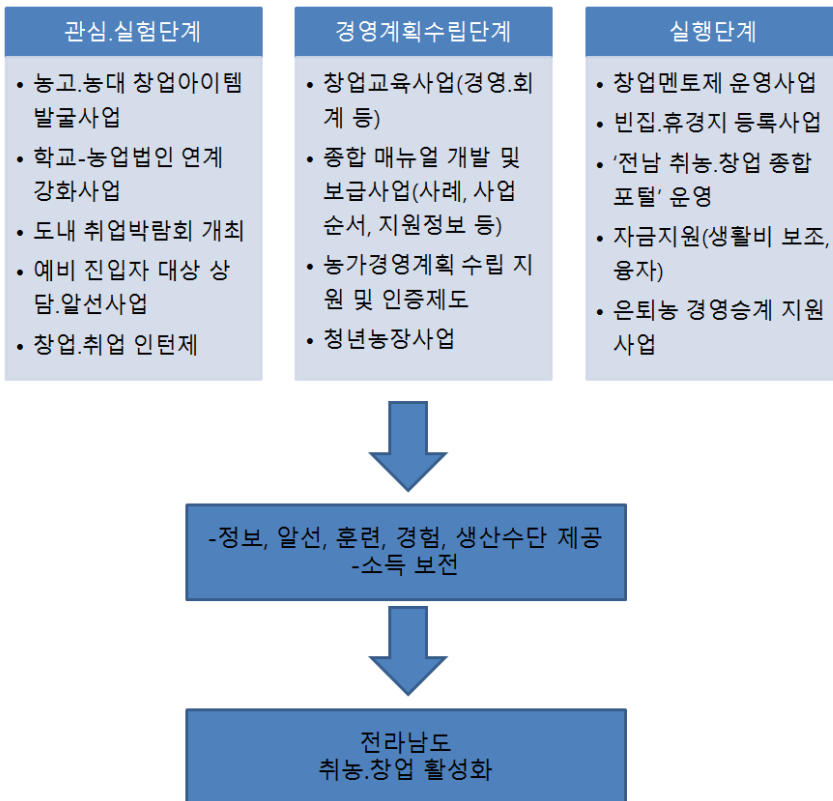 관심.실험단계
• 농고.농대 창업아이템
발굴사업
• 학교-농업법인 연계
강화사업
• 도내 취업박람회 개최
• 예비 진입자 대상 상
담.알선사업
• 창업.취업 인턴제
경영계획수립단계
• 창업교육사업(경영.회
계 등)
• 종합 매뉴얼 개발 및
보급사업(사례, 사업
순서, 지원정보 등)
• 농가경영계획 수립 지
원 및 인증제도
• 청년농장사업
실행단계
• 창업멘토제 운영사업
• 빈집.휴경지 등록사업
• ‘전남 취농.창업 종합
포털’ 운영
• 자금지원(생활비 보조,
융자)
• 은퇴농 경영승계 지원
사업
-정보, 알선, 훈련, 경험, 생산수단 제공
-소득 보전
전라남도
취농.창업 활성화